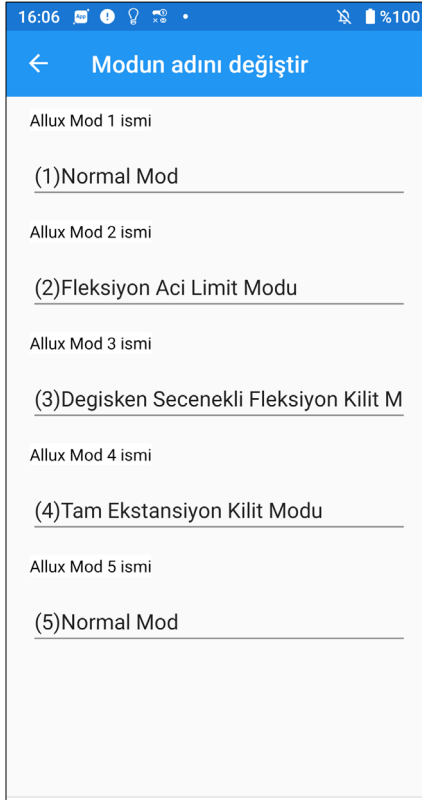 16:06 %100
Modun adını değiştir
Allux Mod 1 ismi
(1)Normal Mod
Allux Mod 2 ismi
(2)Fleksiyon Aci Limit Modu
Allux Mod 3 ismi
(3)Degisken Secenekli Fleksiyon Kilit M
Allux Mod 4 ismi
(4)Tam Ekstansiyon Kilit Modu
Allux Mod 5 ismi
(5)Normal Mod